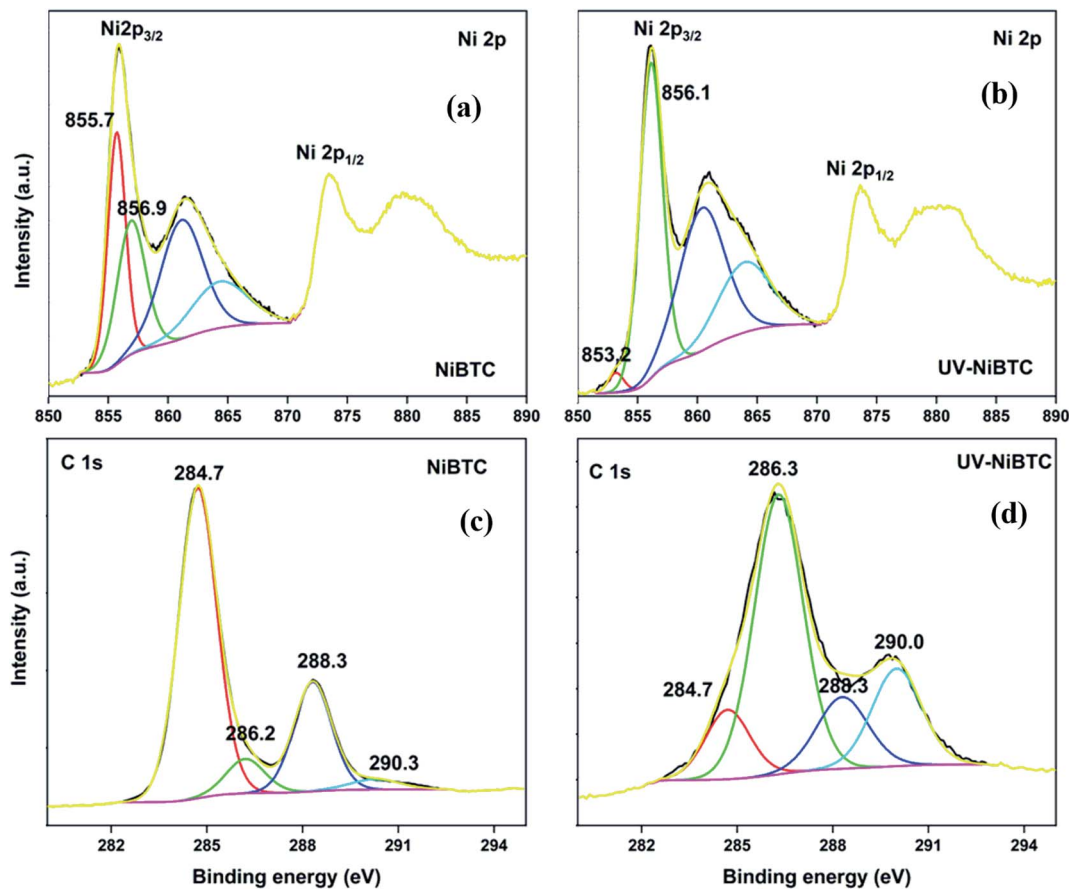 Ni2p3/2
Ni 2p
(a)
855.7
856.9
Ni 2p1/2
NiBTC
Intensity (a.u.)
850 855 860 865 870 875 880 885 890
Ni 2p3/2
Ni 2p
(b)
856.1
Ni 2p1/2
853.2
UV-NiBTC
850 855 860 865 870 875 880 885 890
C 1s
284.7
NiBTC
(c)
288.3
286.2
290.3
Intensity (a.u.)
282 285 288 291 294
Binding energy (eV)
C 1s
286.3
UV-NiBTC
(d)
290.0
284.7
288.3
282 285 288 291 294
Binding energy (eV)